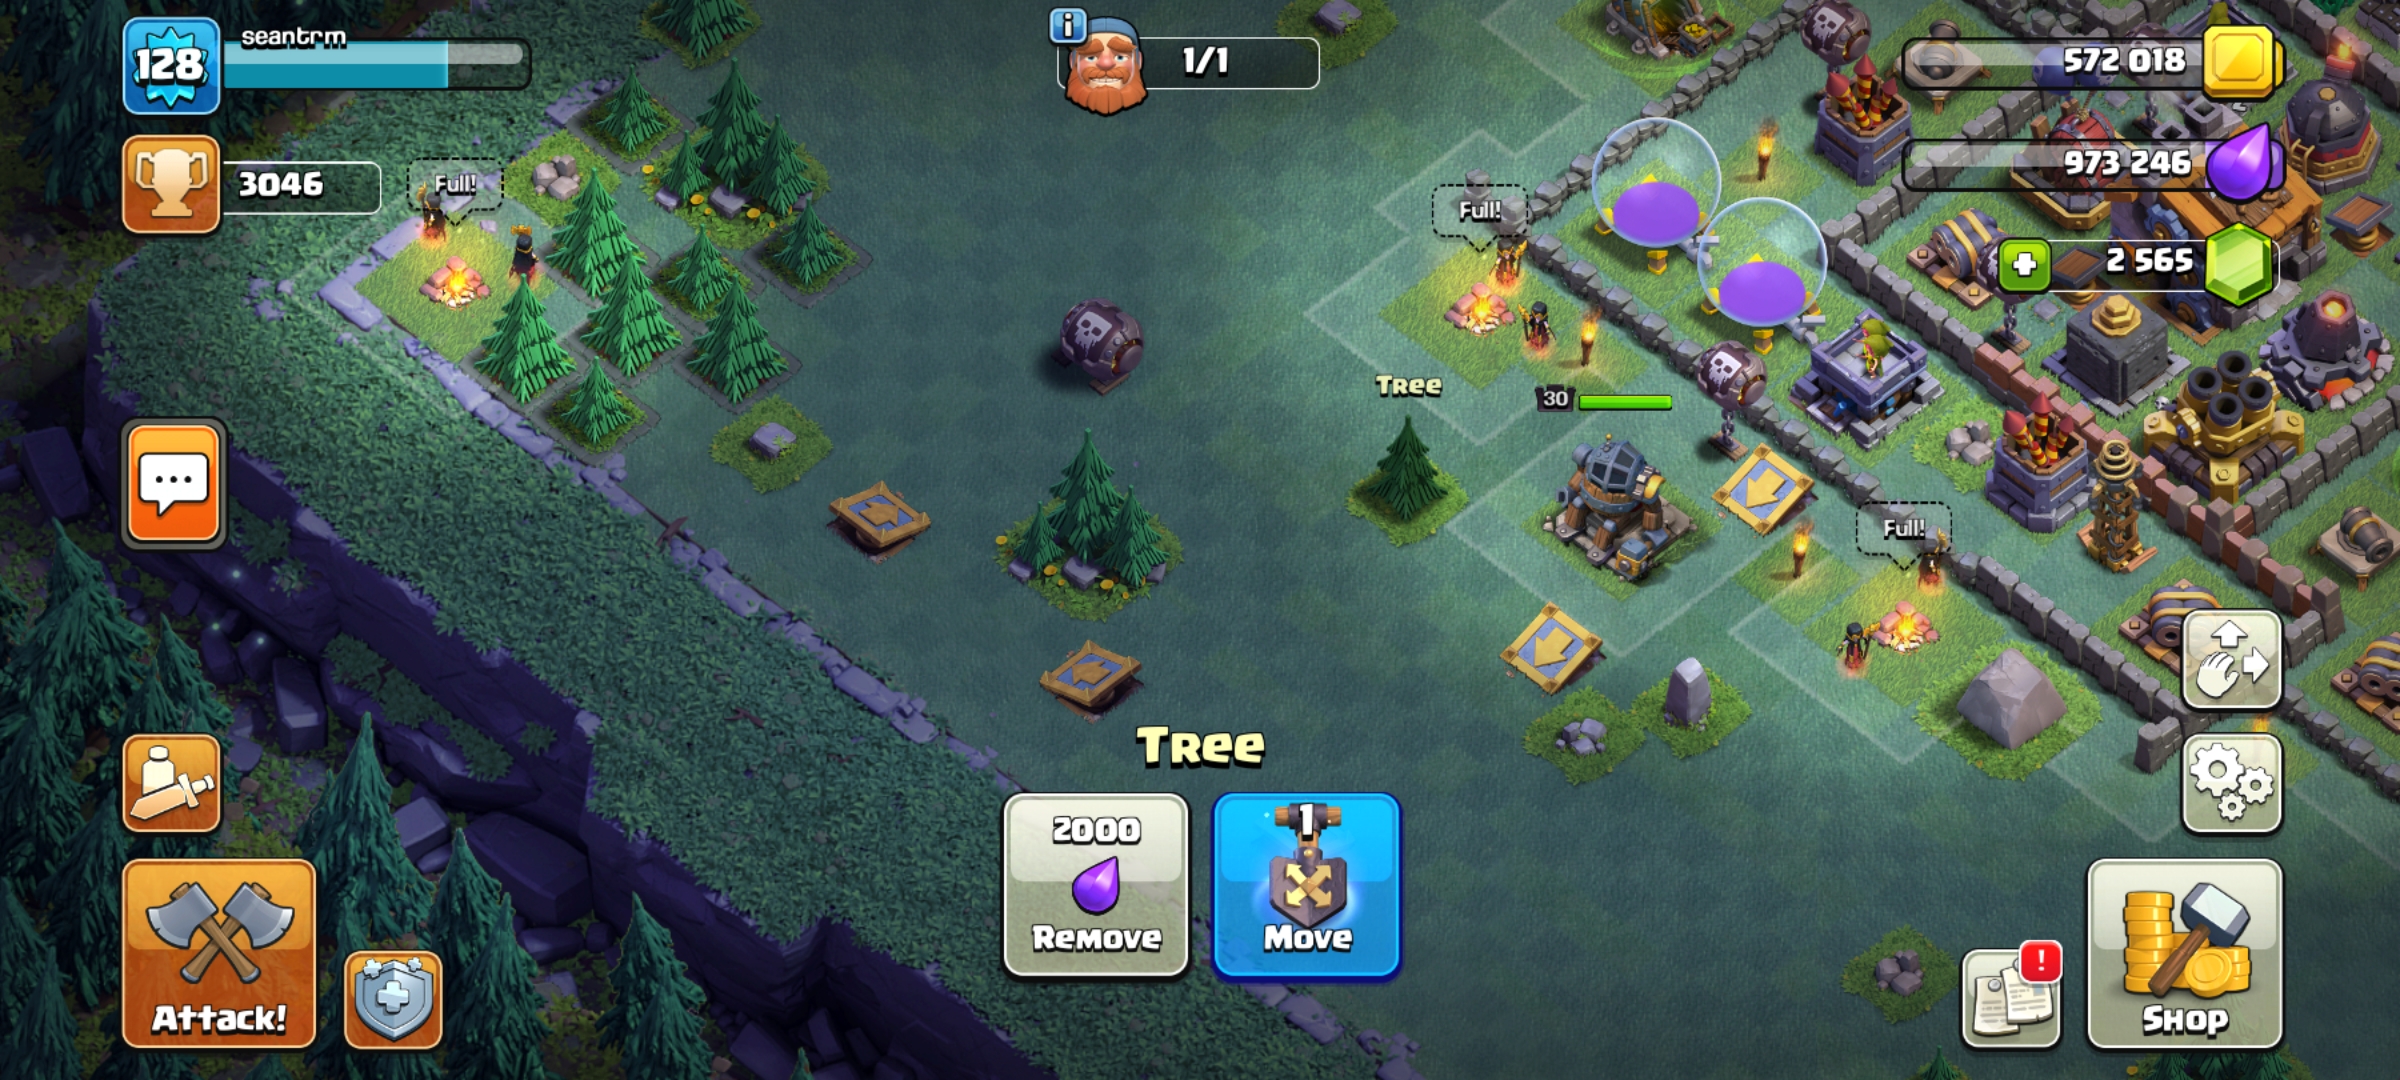 128
seantrm
i
1/1
572 018
3046
Full!
973 246
Full!
2 565
Tree
30
Full!
Tree
2000
1
Remove
Move
!
Attack!
Shop